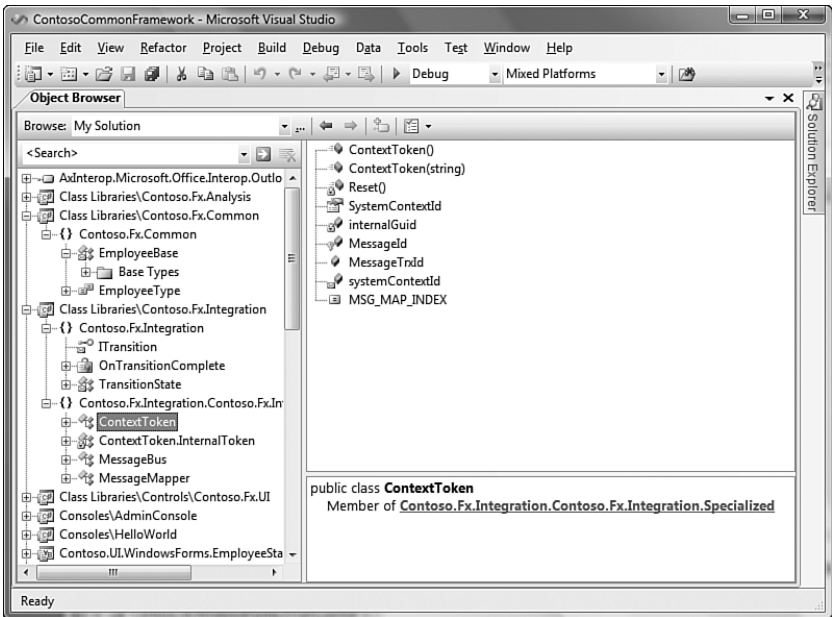 ContosoCommonFramework - Microsoft Visual Studio
File Edit View Refactor Project Build Debug Data Tools Test Window Help
Debug Mixed Platforms
Object Browser
Solution Explorer
Browse: My Solution
<Search>
AxInterop.Microsoft.Office.Interop.Outlo
Class Libraries\Contoso.Fx.Analysis
Class Libraries\Contoso.Fx.Common
{} Contoso.Fx.Common
EmployeeBase
Base Types
EmployeeType
Class Libraries\Contoso.Fx.Integration
{} Contoso.Fx.Integration
ITransition
OnTransitionComplete
TransitionState
{} Contoso.Fx.Integration.Contoso.Fx.In
ContextToken
ContextToken.InternalToken
MessageBus
MessageMapper
Class Libraries\Controls\Contoso.Fx.UI
Consoles\AdminConsole
Consoles\HelloWorld
Contoso.UI.WindowsForms.EmployeeSta
ContextToken()
ContextToken(string)
Reset()
SystemContextId
internalGuid
MessageId
MessageTrxId
systemContextId
MSG_MAP_INDEX
public class ContextToken
Member of Contoso.Fx.Integration.Contoso.Fx.Integration.Specialized
Ready